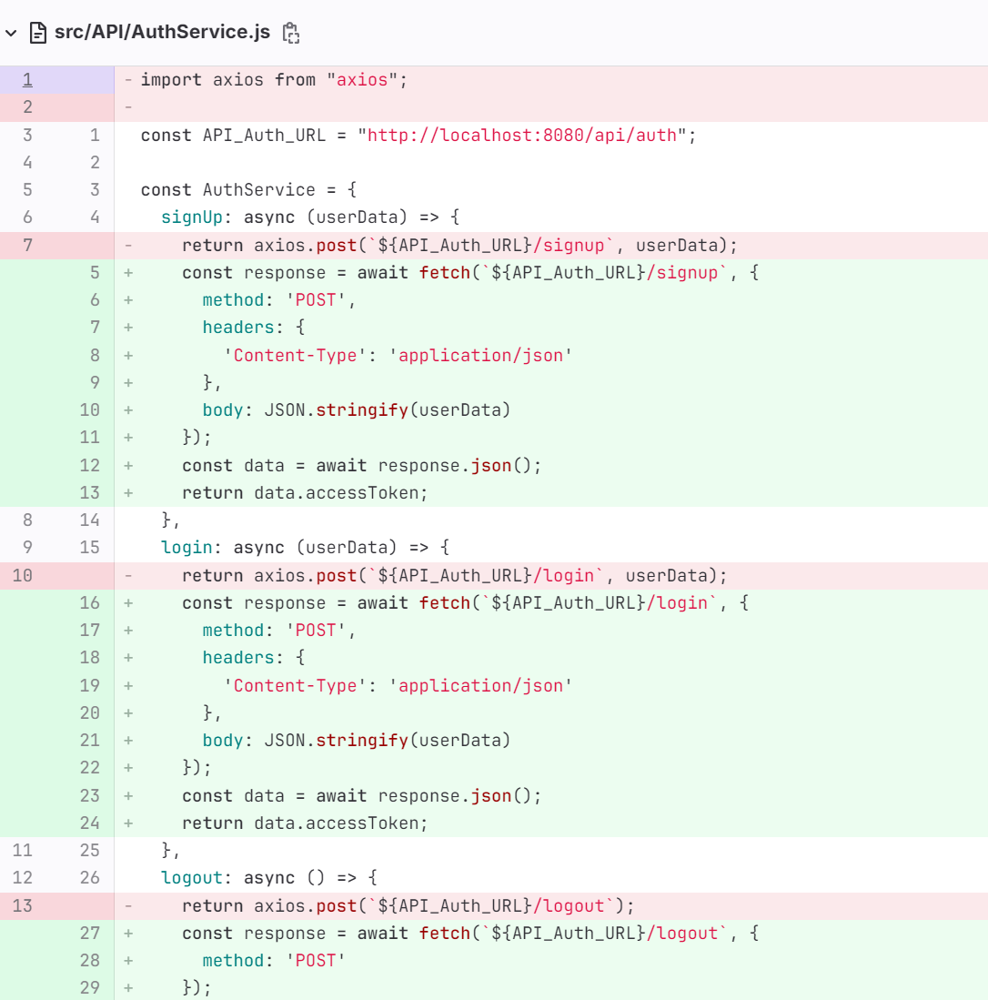 src/API/AuthService.js
1 - import axios from "axios";
2 -
3 1 const API_Auth_URL = "http://localhost:8080/api/auth";
4 2
5 3 const AuthService = {
6 4 signUp: async (userData) => {
7 - return axios.post(`${API_Auth_URL}/signup`, userData);
5 + const response = await fetch(`${API_Auth_URL}/signup`, {
6 + method: 'POST',
7 + headers: {
8 + 'Content-Type': 'application/json'
9 + },
10 + body: JSON.stringify(userData)
11 + });
12 + const data = await response.json();
13 + return data.accessToken;
8 14 },
9 15 login: async (userData) => {
10 - return axios.post(`${API_Auth_URL}/login`, userData);
16 + const response = await fetch(`${API_Auth_URL}/login`, {
17 + method: 'POST',
18 + headers: {
19 + 'Content-Type': 'application/json'
20 + },
21 + body: JSON.stringify(userData)
22 + });
23 + const data = await response.json();
24 + return data.accessToken;
11 25 },
12 26 logout: async () => {
13 - return axios.post(`${API_Auth_URL}/logout`);
27 + const response = await fetch(`${API_Auth_URL}/logout`, {
28 + method: 'POST'
29 + });